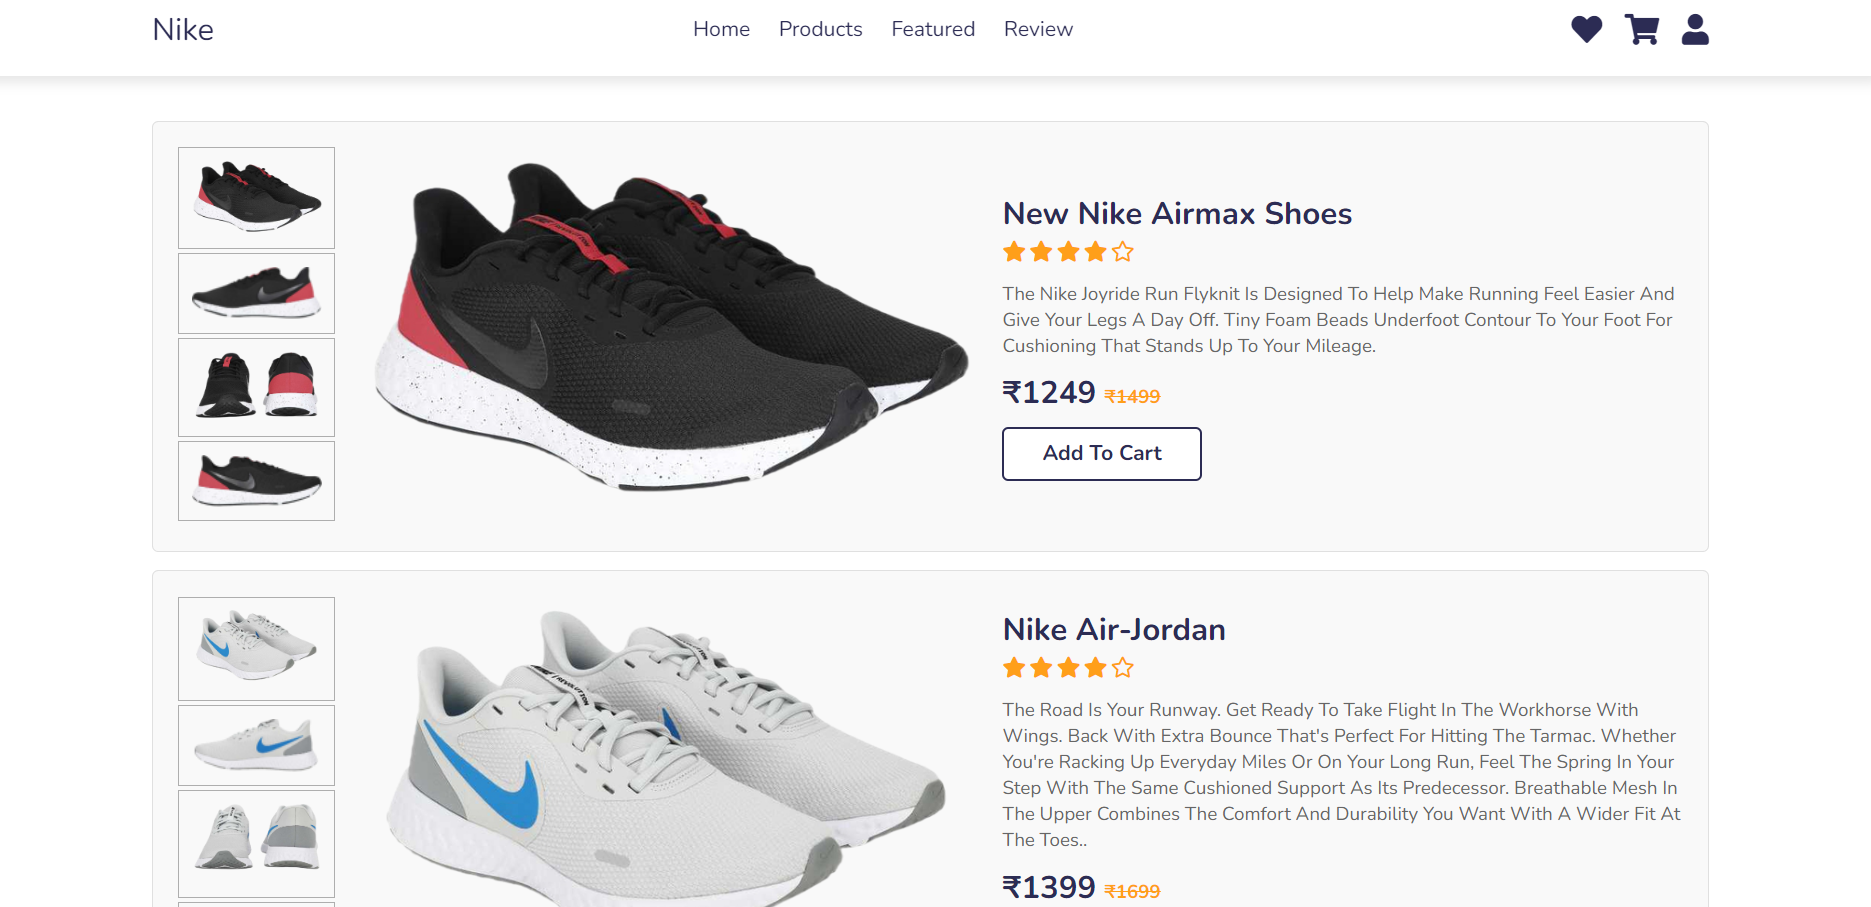 Nike
Home Products Featured Review
New Nike Airmax Shoes
The Nike Joyride Run Flyknit Is Designed To Help Make Running Feel Easier And
Give Your Legs A Day Off. Tiny Foam Beads Underfoot Contour To Your Foot For
Cushioning That Stands Up To Your Mileage.
₹1249 ₹1499
Add To Cart
Nike Air-Jordan
The Road Is Your Runway. Get Ready To Take Flight In The Workhorse With
Wings. Back With Extra Bounce That's Perfect For Hitting The Tarmac. Whether
You're Racking Up Everyday Miles Or On Your Long Run, Feel The Spring In Your
Step With The Same Cushioned Support As Its Predecessor. Breathable Mesh In
The Upper Combines The Comfort And Durability You Want With A Wider Fit At
The Toes..
₹1399 ₹1699